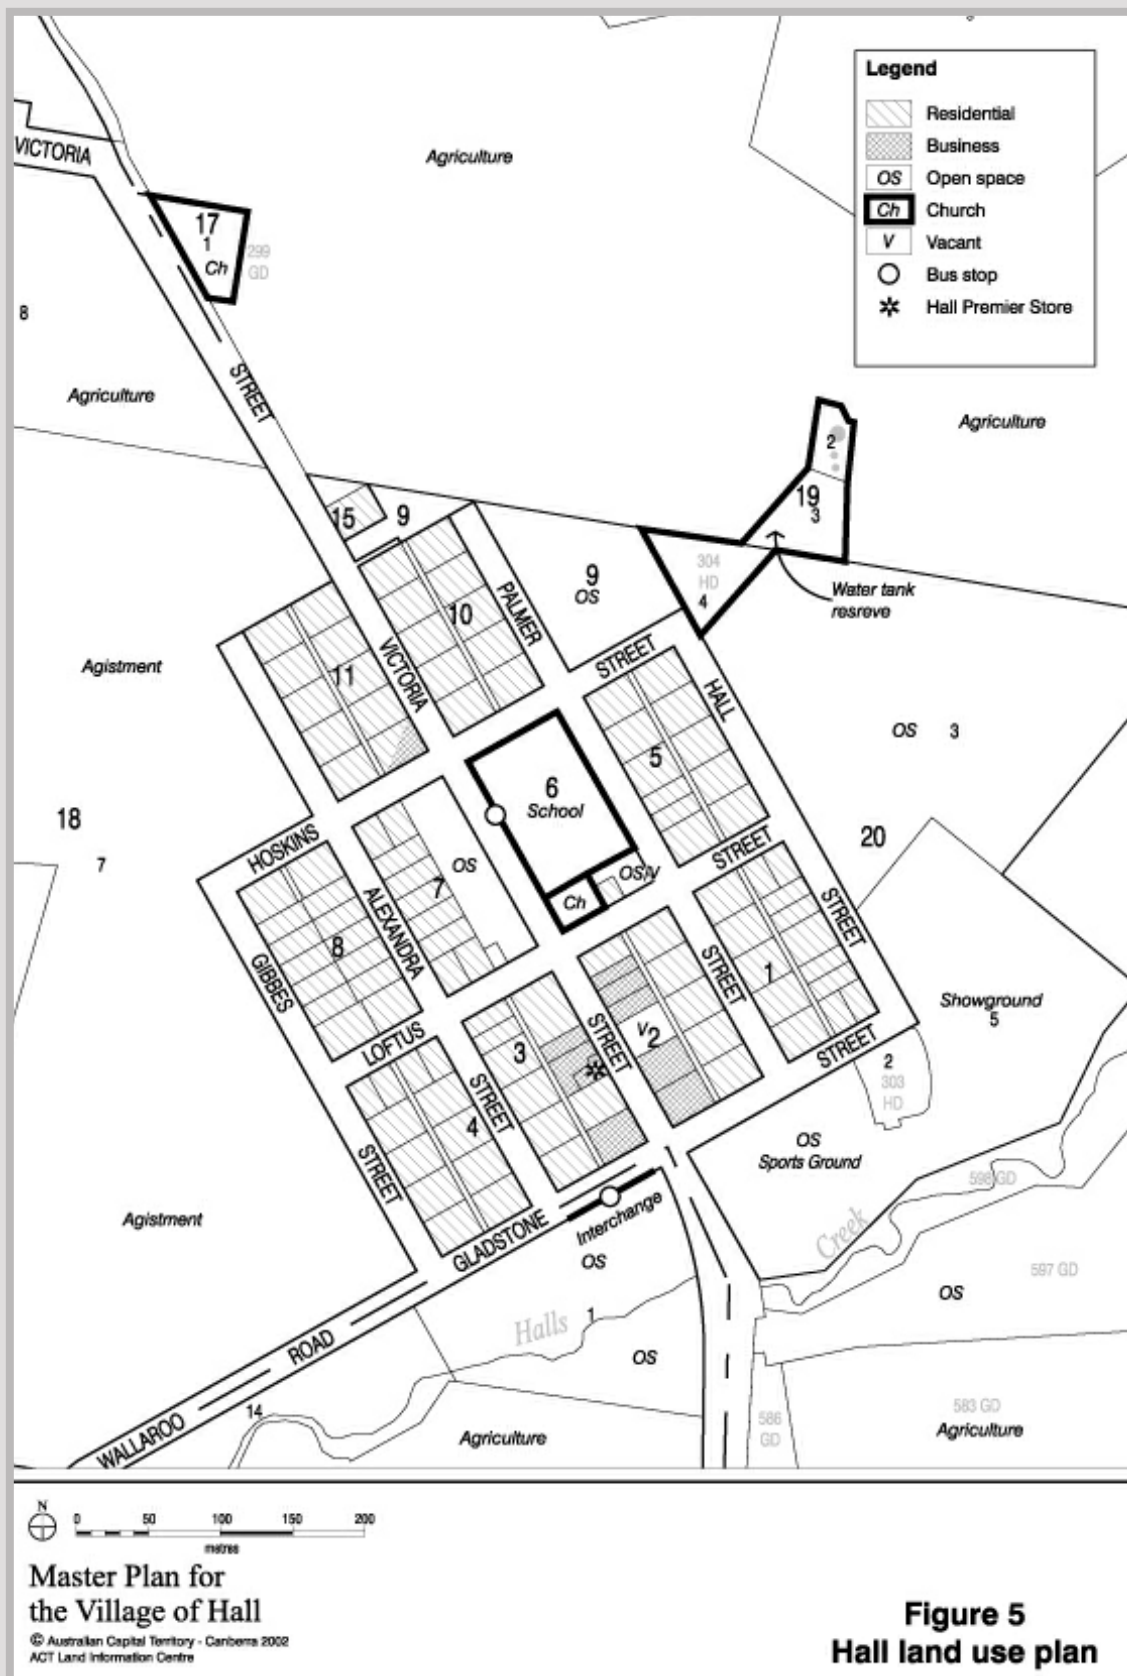 Legend
Residential
Business
OS Open space
Ch Church
V Vacant
Bus stop
Hall Premier Store
VICTORIA
Agriculture
17
1
Ch
299
GD
8
STREET
Agriculture
Agriculture
2
19
3
15
9
304
HD
4
Water tank
resreve
9
OS
PALMER
10
STREET
HALL
Agistment
11
VICTORIA
OS 3
5
6
School
18
7
HOSKINS
STREET
20
OS
OS/V
7
Ch
ALEXANDRA
8
GIBBES
STREET
STREET
1
Showground
5
LOFTUS
3
STREET
V
2
STREET
2
303
HD
STREET
4
OS
Sports Ground
STREET
598 GD
Agistment
GLADSTONE
Interchange
OS
Creek
597 GD
OS
Halls
1
ROAD
OS
14
WALLAROO
Agriculture
586
GD
583 GD
Agriculture
N
0 50 100 150 200
metres
Master Plan for
the Village of Hall
© Australian Capital Territory - Canberra 2002
ACT Land Information Centre
Figure 5
Hall land use plan